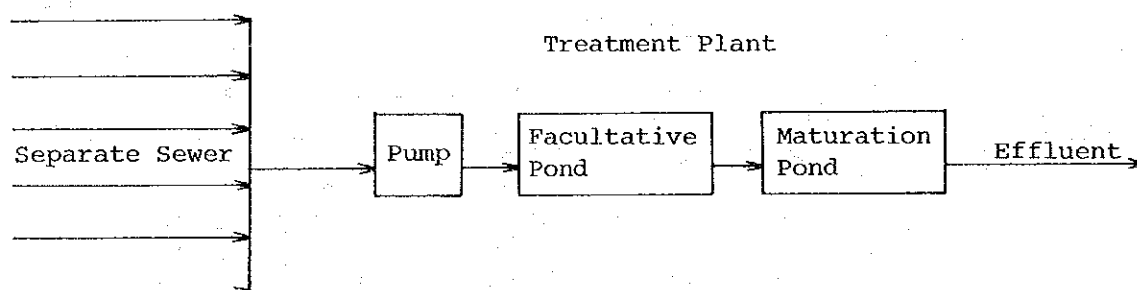 Treatment Plant
Separate Sewer
Pump
Facultative
Pond
Maturation
Pond
Effluent